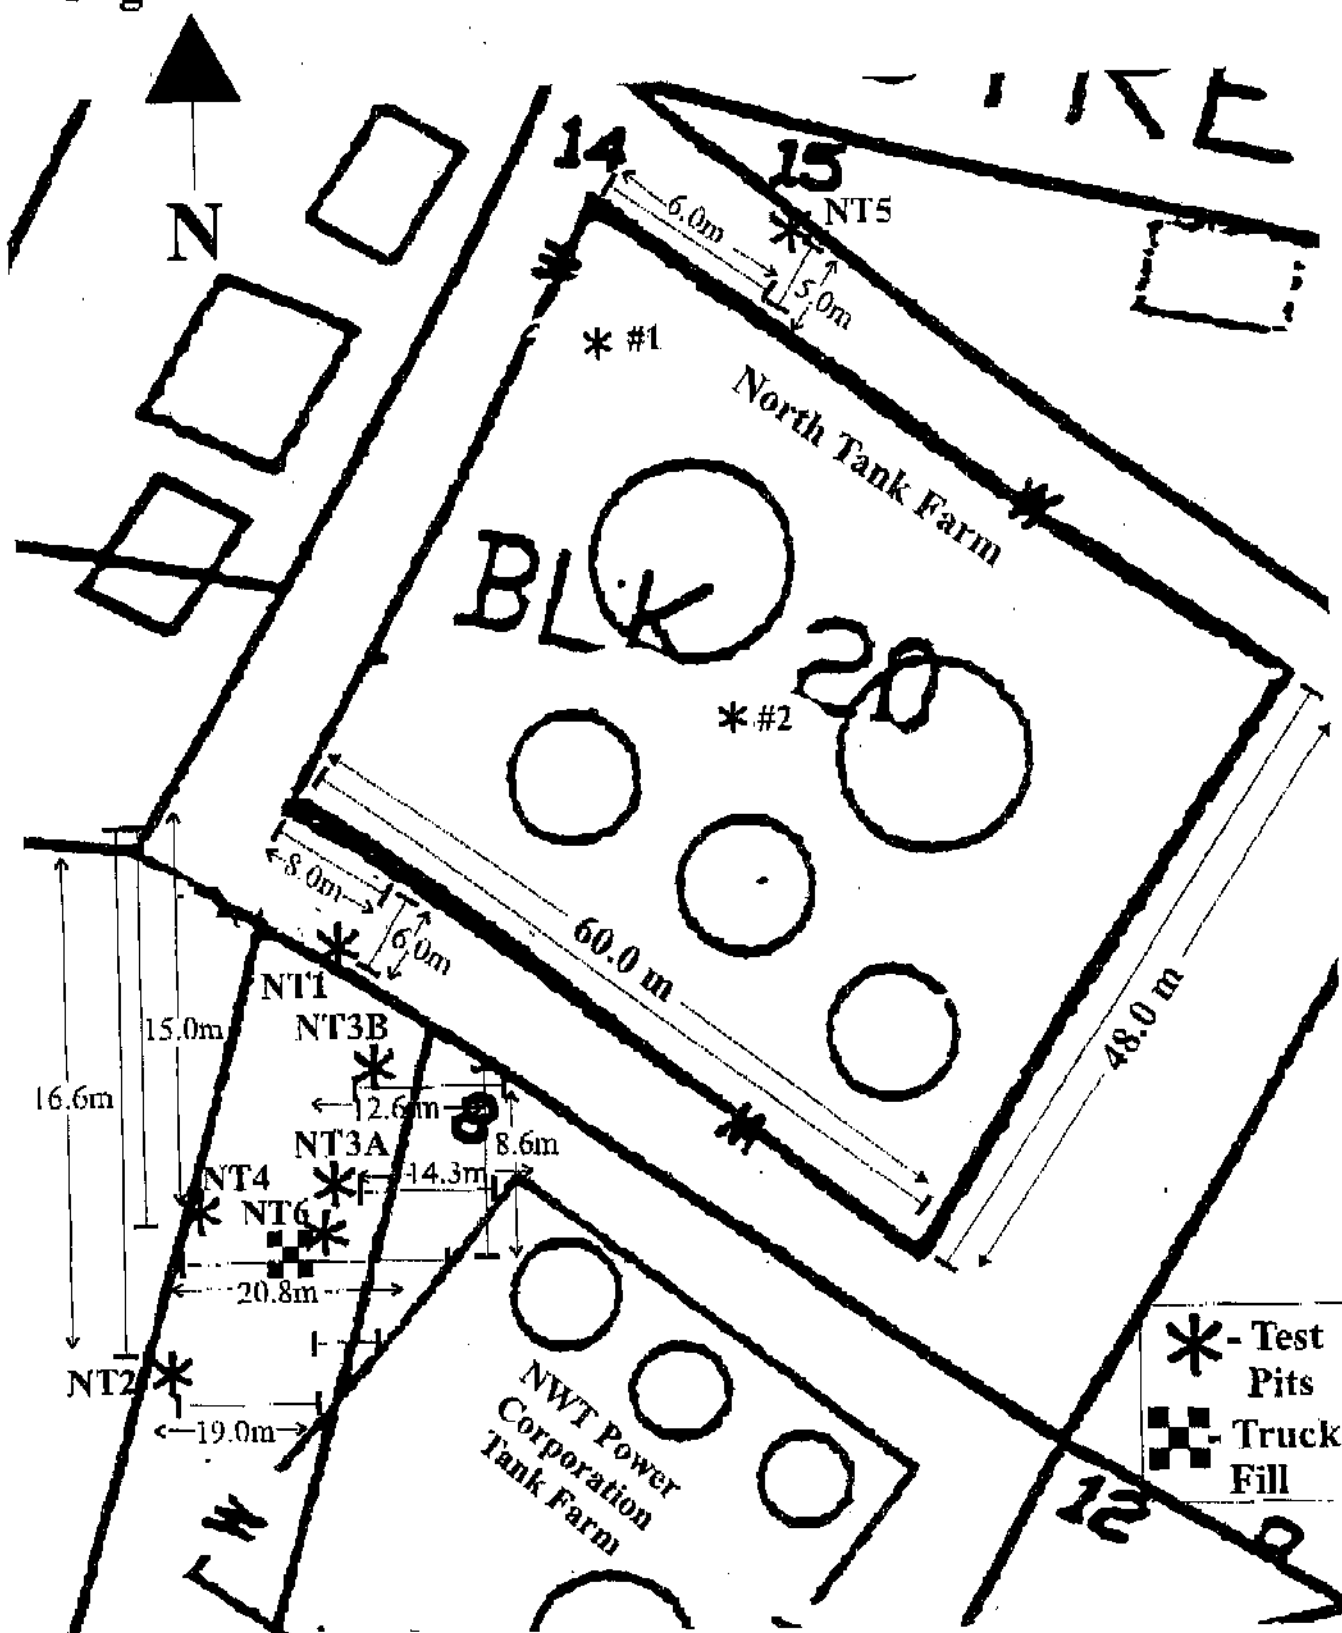 N
14
15
NT5
6.0m
5.0m
#1
North Tank Farm
BLK 20
#2
8.0m
6.0m
60.0 m
48.0 m
NT1
NT3B
15.0m
16.6m
12.6m
8
8.6m
NT3A
14.3m
NT4
NT6
20.8m
NT2
19.0m
NWT Power
Corporation
Tank Farm
- Test
Pits
- Truck
Fill
12